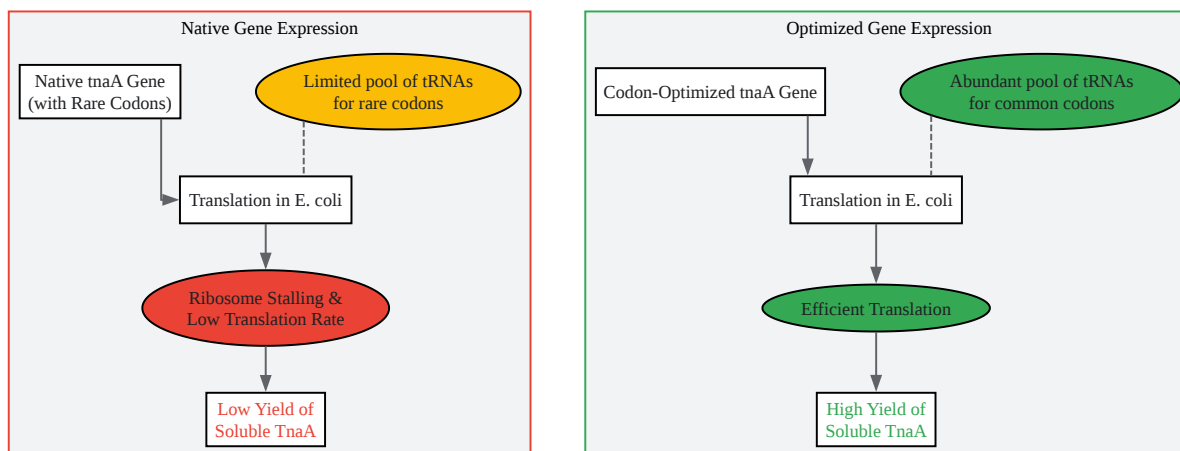 Native Gene Expression
Native tnaA Gene
(with Rare Codons)
Limited pool of tRNAs
for rare codons
Translation in E. coli
Ribosome Stalling &
Low Translation Rate
Low Yield of
Soluble TnaA
Optimized Gene Expression
Codon-Optimized tnaA Gene
Abundant pool of tRNAs
for common codons
Translation in E. coli
Efficient Translation
High Yield of
Soluble TnaA